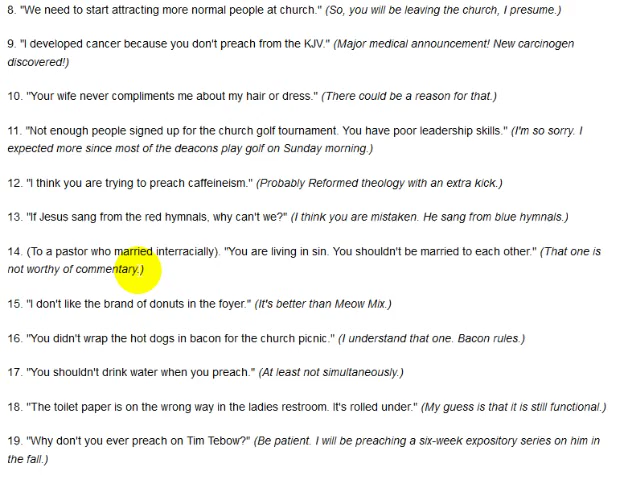 8. "We need to start attracting more normal people at church." (So, you will be leaving the church, I presume.)
9. "I developed cancer because you don't preach from the KJV." (Major medical announcement! New carcinogen
discovered!)
10. "Your wife never compliments me about my hair or dress." (There could be a reason for that.)
11. "Not enough people signed up for the church golf tournament. You have poor leadership skills." (I'm so sorry. I
expected more since most of the deacons play golf on Sunday morning.)
12. "I think you are trying to preach caffeineism." (Probably Reformed theology with an extra kick.)
13. "If Jesus sang from the red hymnals, why can't we?" (I think you are mistaken. He sang from blue hymnals.)
14. (To a pastor who married interracially). "You are living in sin. You shouldn't be married to each other." (That one is
not worthy of commentary.)
15. "I don't like the brand of donuts in the foyer." (It's better than Meow Mix.)
16. "You didn't wrap the hot dogs in bacon for the church picnic." (I understand that one. Bacon rules.)
17. "You shouldn't drink water when you preach." (At least not simultaneously.)
18. "The toilet paper is on the wrong way in the ladies restroom. It's rolled under." (My guess is that it is still functional.)
19. "Why don't you ever preach on Tim Tebow?" (Be patient. I will be preaching a six-week expository series on him in
the fall.)